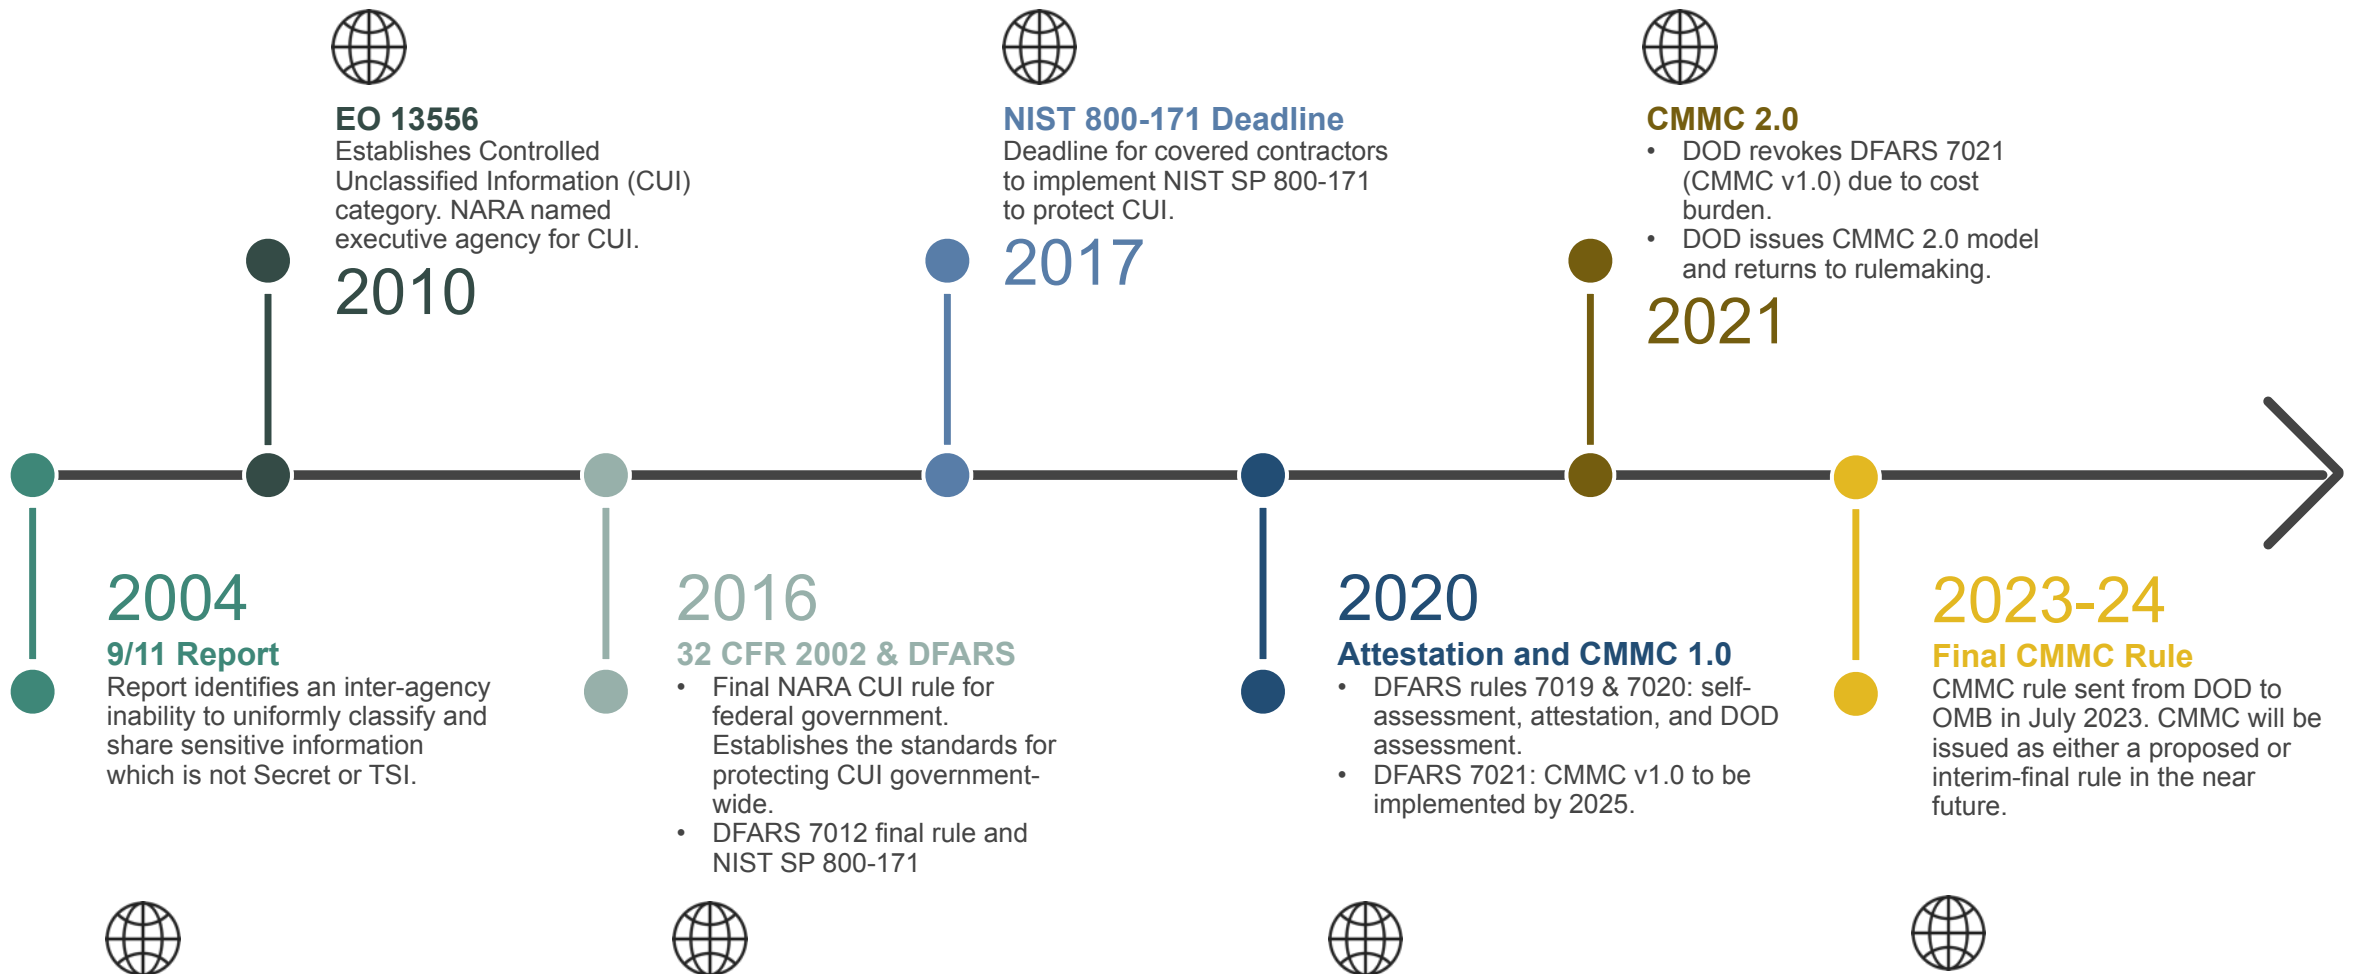 EO 13556
Establishes Controlled
Unclassified Information (CUI)
category. NARA named
executive agency for CUI.
2010
NIST 800-171 Deadline
Deadline for covered contractors
to implement NIST SP 800-171
to protect CUI.
2017
CMMC 2.0
• DOD revokes DFARS 7021
(CMMC v1.0) due to cost
burden.
• DOD issues CMMC 2.0 model
and returns to rulemaking.
2021
2004
9/11 Report
Report identifies an inter-agency
inability to uniformly classify and
share sensitive information
which is not Secret or TSI.
2016
32 CFR 2002 & DFARS
• Final NARA CUI rule for
federal government.
Establishes the standards for
protecting CUI government-
wide.
• DFARS 7012 final rule and
NIST SP 800-171
2020
Attestation and CMMC 1.0
• DFARS rules 7019 & 7020: self-
assessment, attestation, and DOD
assessment.
• DFARS 7021: CMMC v1.0 to be
implemented by 2025.
2023-24
Final CMMC Rule
CMMC rule sent from DOD to
OMB in July 2023. CMMC will be
issued as either a proposed or
interim-final rule in the near
future.